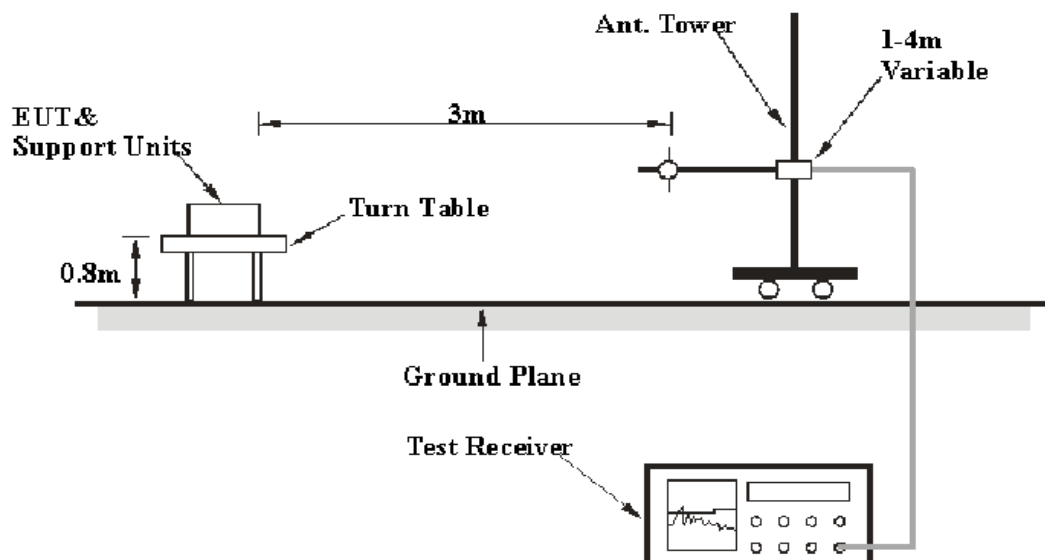 Ant. Tower
1-4m
Variable
3m
EUT&
Support Units
Turn Table
0.8m
Ground Plane
Test Receiver